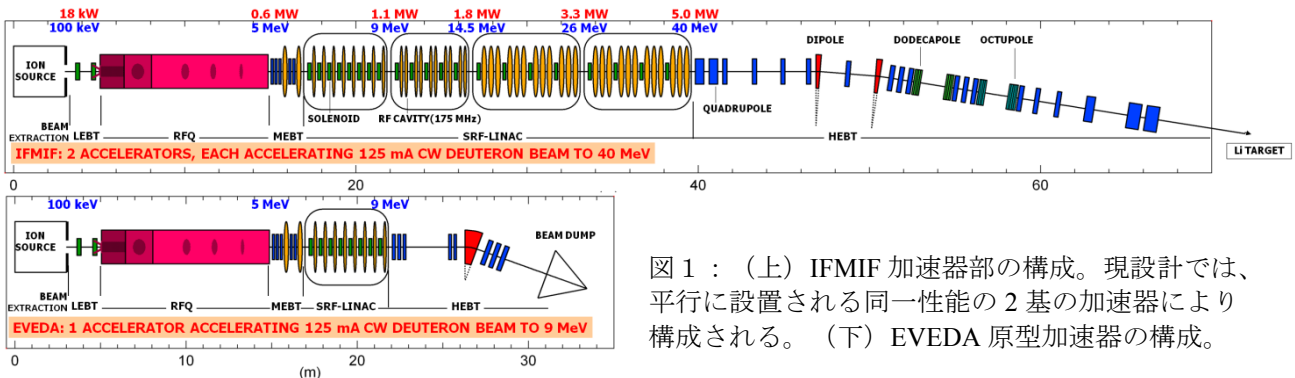 18 kW 0.6 MW 1.1 MW 1.8 MW 3.3 MW 5.0 MW
100 keV 5 MeV 9 MeV 14.5 MeV 26 MeV 40 MeV
DIPOLE DODECAPOLE OCTUPOLE
ION
SOURCE
SOLENOID RF CAVITY(175 MHz) QUADRUPOLE
BEAM
EXTRACTION LEBT RFQ MEBT SRF-LINAC HEBT
Li TARGET
IFMIF: 2 ACCELERATORS, EACH ACCELERATING 125 mA CW DEUTERON BEAM TO 40 MeV
0 20 40 60
100 keV 5 MeV 9 MeV
ION
SOURCE
BEAM DUMP
BEAM
EXTRACTION LEBT RFQ MEBT SRF-LINAC HEBT
EVEDA: 1 ACCELERATOR ACCELERATING 125 mA CW DEUTERON BEAM TO 9 MeV
0 10 20 30
(m)
図1：（上）IFMIF 加速器部の構成。現設計では、
平行に設置される同一性能の 2 基の加速器により
構成される。（下）EVEDA 原型加速器の構成。